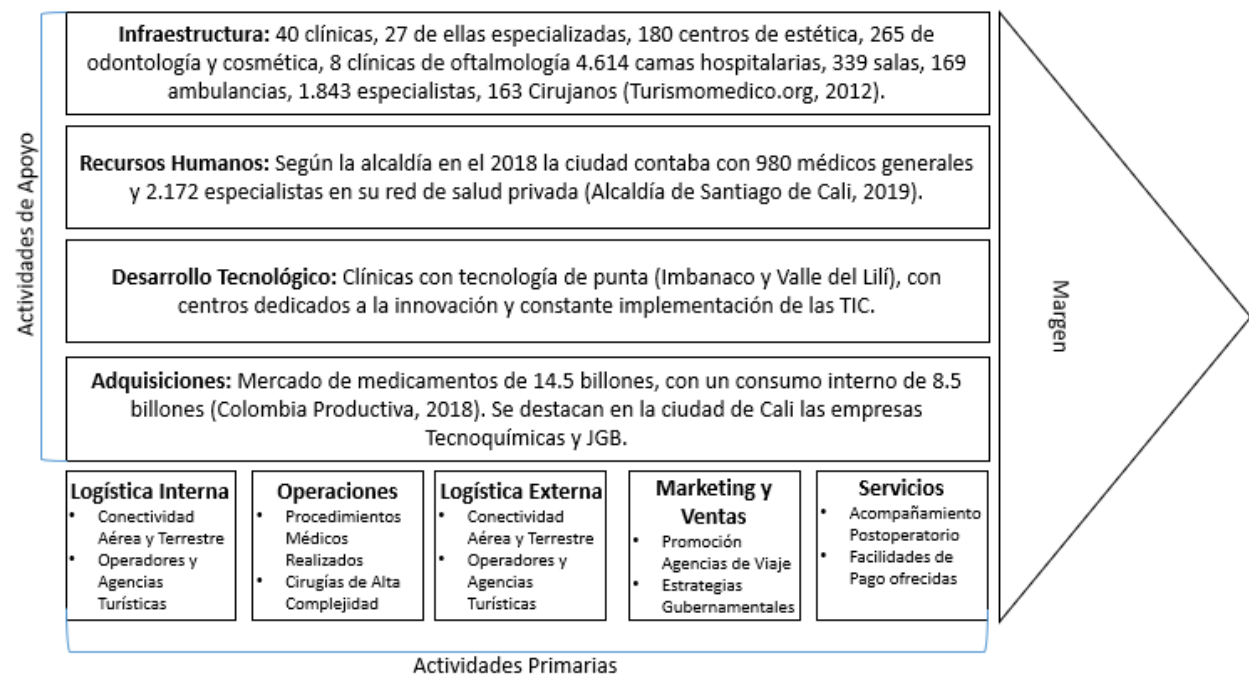 Infraestructura: 40 clínicas, 27 de ellas especializadas, 180 centros de estética, 265 de
odontología y cosmética, 8 clínicas de oftalmología 4.614 camas hospitalarias, 339 salas, 169
ambulancias, 1.843 especialistas, 163 Cirujanos (Turismomedico.org, 2012).
Actividades de Apoyo
Recursos Humanos: Según la alcaldía en el 2018 la ciudad contaba con 980 médicos generales
y 2.172 especialistas en su red de salud privada (Alcaldía de Santiago de Cali, 2019).
Desarrollo Tecnológico: Clínicas con tecnología de punta (Imbanaco y Valle del Lilí), con
centros dedicados a la innovación y constante implementación de las TIC.
Adquisiciones: Mercado de medicamentos de 14.5 billones, con un consumo interno de 8.5
billones (Colombia Productiva, 2018). Se destacan en la ciudad de Cali las empresas
Tecnoquímicas y JGB.
Margen
Logística Interna
• Conectividad
Aérea y Terrestre
• Operadores y
Agencias
Turísticas
Operaciones
• Procedimientos
Médicos
Realizados
• Cirugías de Alta
Complejidad
Logística Externa
• Conectividad
Aérea y Terrestre
• Operadores y
Agencias
Turísticas
Marketing y
Ventas
• Promoción
Agencias de Viaje
• Estrategias
Gubernamentales
Servicios
• Acompañamiento
Postoperatorio
• Facilidades de
Pago ofrecidas
Actividades Primarias